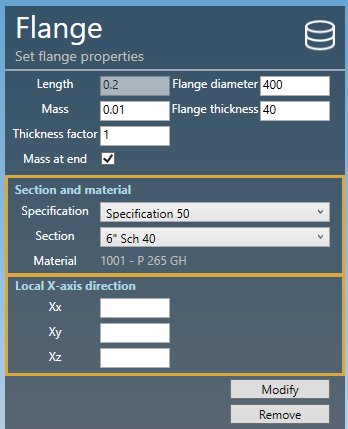 Flange
Set flange properties
Length 0.2 Flange diameter 400
Mass 0.01 Flange thickness 40
Thickness factor 1
Mass at end
Section and material
Specification Specification 50
Section 6" Sch 40
Material 1001 - P 265 GH
Local X-axis direction
Xx
Xy
Xz
Modify
Remove